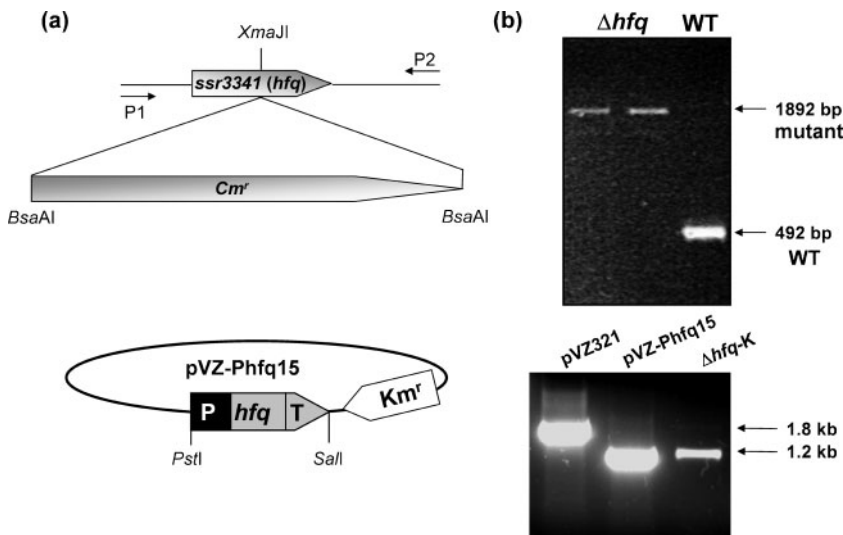 (a)
XmaJI
P2
ssr3341 (hfq)
P1
Cmʳ
BsaAI
BsaAI
pVZ-Phfq15
P hfq T
Kmʳ
PstI
SalI
(b)
Δhfq WT
1892 bp
mutant
492 bp
WT
pVZ321
pVZ-Phfq15
Δhfq-K
1.8 kb
1.2 kb